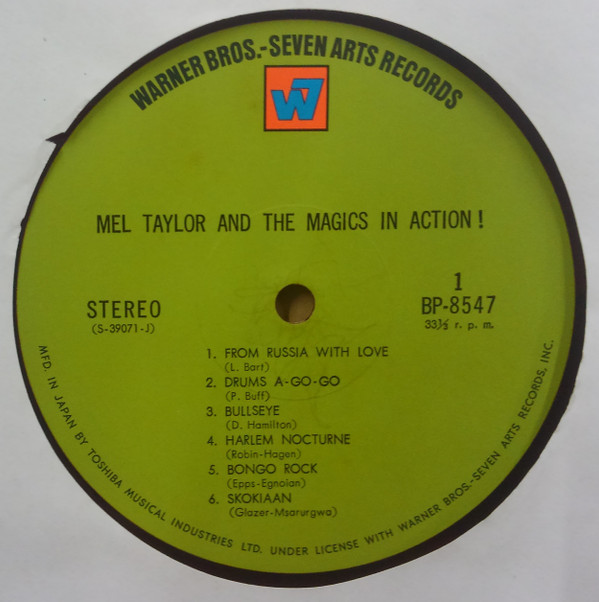 WARNER BROS.-SEVEN ARTS RECORDS
W7
MEL TAYLOR AND THE MAGICS IN ACTION!
STEREO
(S-39071-J)
1
BP-8547
33⅓ r. p. m.
1. FROM RUSSIA WITH LOVE
(L. Bart)
2. DRUMS A-GO-GO
(P. Buff)
3. BULLSEYE
(D. Hamilton)
4. HARLEM NOCTURNE
(Robin-Hagen)
5. BONGO ROCK
(Epps-Egnoian)
6. SKOKIAAN
(Glazer-Msarurgwa)
MFD. IN JAPAN BY TOSHIBA MUSICAL INDUSTRIES LTD. UNDER LICENSE WITH WARNER BROS.-SEVEN ARTS RECORDS, INC.